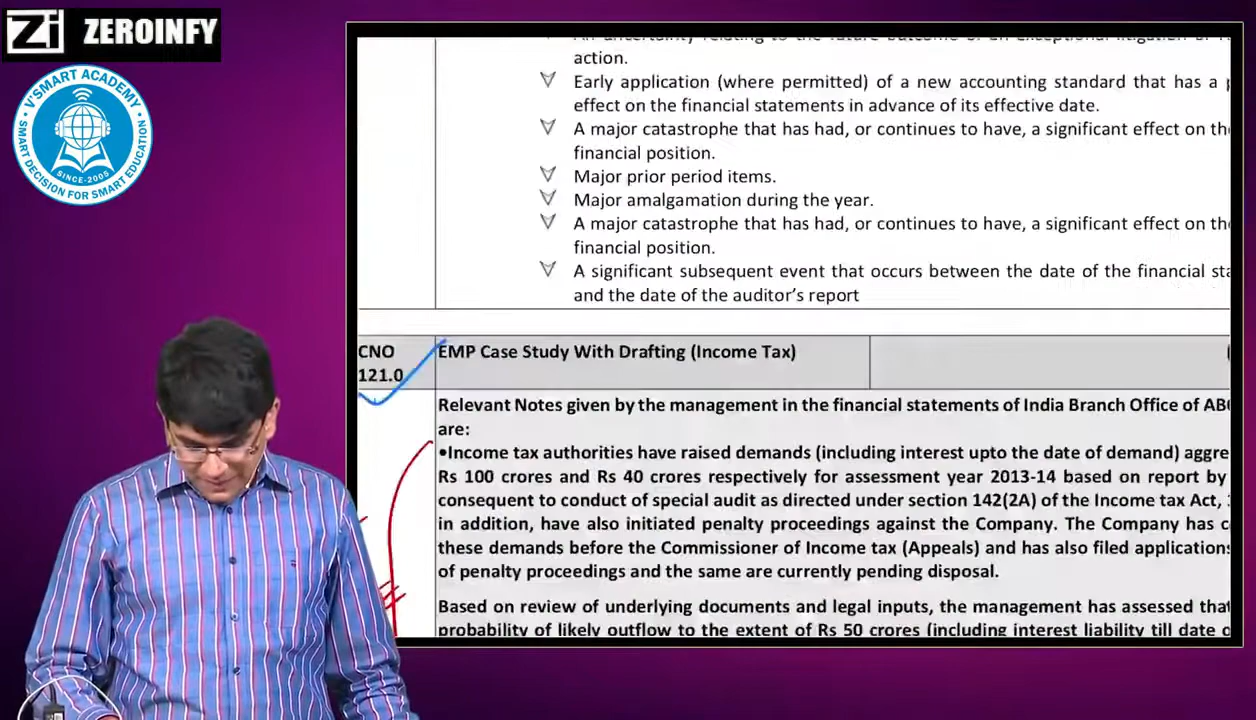 Zi ZEROINFY
V'SMART ACADEMY
SINCE-2005
SMART DECISION FOR SMART EDUCATION
action.
Early application (where permitted) of a new accounting standard that has a
effect on the financial statements in advance of its effective date.
A major catastrophe that has had, or continues to have, a significant effect on
financial position.
Major prior period items.
Major amalgamation during the year.
A major catastrophe that has had, or continues to have, a significant effect on
financial position.
A significant subsequent event that occurs between the date of the financial
and the date of the auditor's report
CNO
121.0
EMP Case Study With Drafting (Income Tax)
Relevant Notes given by the management in the financial statements of India Branch Office of
are:
•Income tax authorities have raised demands (including interest upto the date of demand)
Rs 100 crores and Rs 40 crores respectively for assessment year 2013-14 based on report by
consequent to conduct of special audit as directed under section 142(2A) of the Income tax Act,
in addition, have also initiated penalty proceedings against the Company. The Company has
these demands before the Commissioner of Income tax (Appeals) and has also filed applications
of penalty proceedings and the same are currently pending disposal.
Based on review of underlying documents and legal inputs, the management has assessed
probability of likely outflow to the extent of Rs 50 crores (including interest liability till date